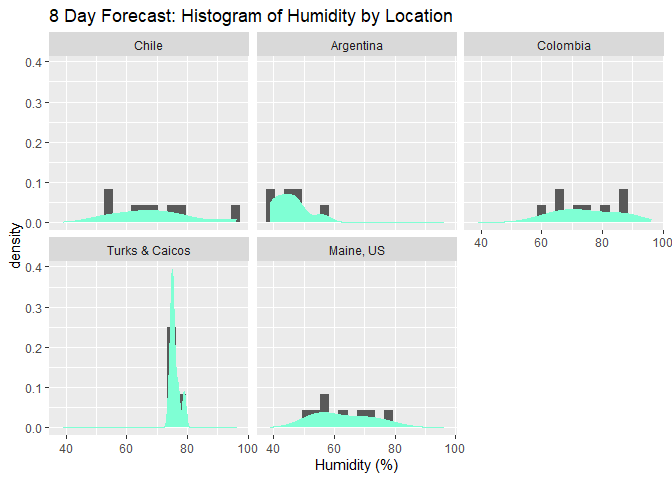 8 Day Forecast: Histogram of Humidity by Location
Chile
Argentina
Colombia
0.4
0.3
0.2
0.1
0.0
40 60 80 100
Turks & Caicos
Maine, US
0.4
0.3
0.2
0.1
0.0
40 60 80 100
40 60 80 100
density
Humidity (%)